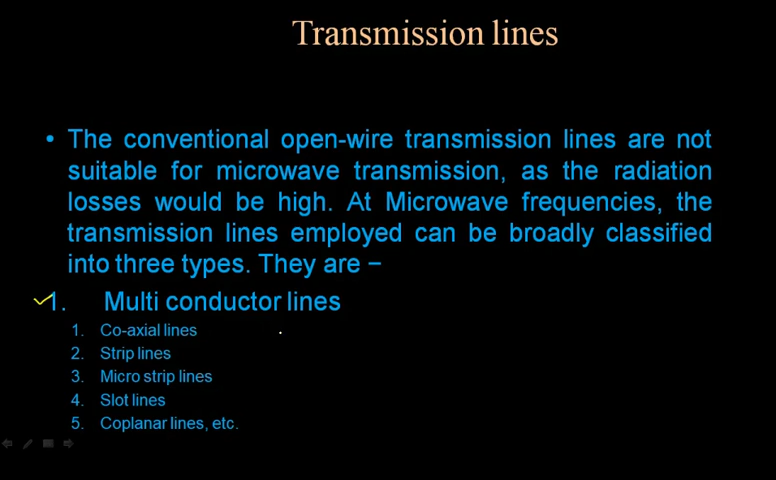 Transmission lines
• The conventional open-wire transmission lines are not
suitable for microwave transmission, as the radiation
losses would be high. At Microwave frequencies, the
transmission lines employed can be broadly classified
into three types. They are −
1. Multi conductor lines
1. Co-axial lines
2. Strip lines
3. Micro strip lines
4. Slot lines
5. Coplanar lines, etc.